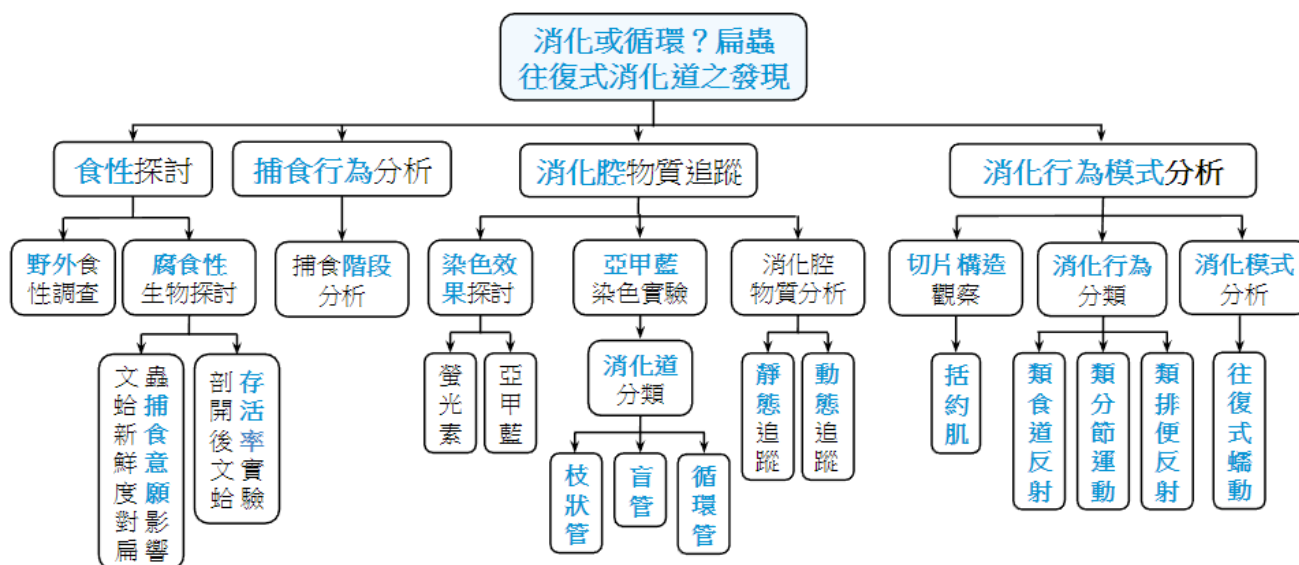 消化或循環？扁蟲
往復式消化道之發現
食性探討
捕食行為分析
消化腔物質追蹤
消化行為模式分析
野外食
性調查
腐食性
生物探討
捕食階段
分析
染色效
果探討
亞甲藍
染色實驗
消化腔
物質分析
切片構造
觀察
消化行為
分類
消化模式
分析
文蛤新鮮度對扁
蟲捕食意願影響
剖開後文蛤
存活率實驗
螢光素
亞甲藍
消化道
分類
枝狀管
盲管
循環管
靜態追蹤
動態追蹤
括約肌
類食道反射
類分節運動
類排便反射
往復式蠕動